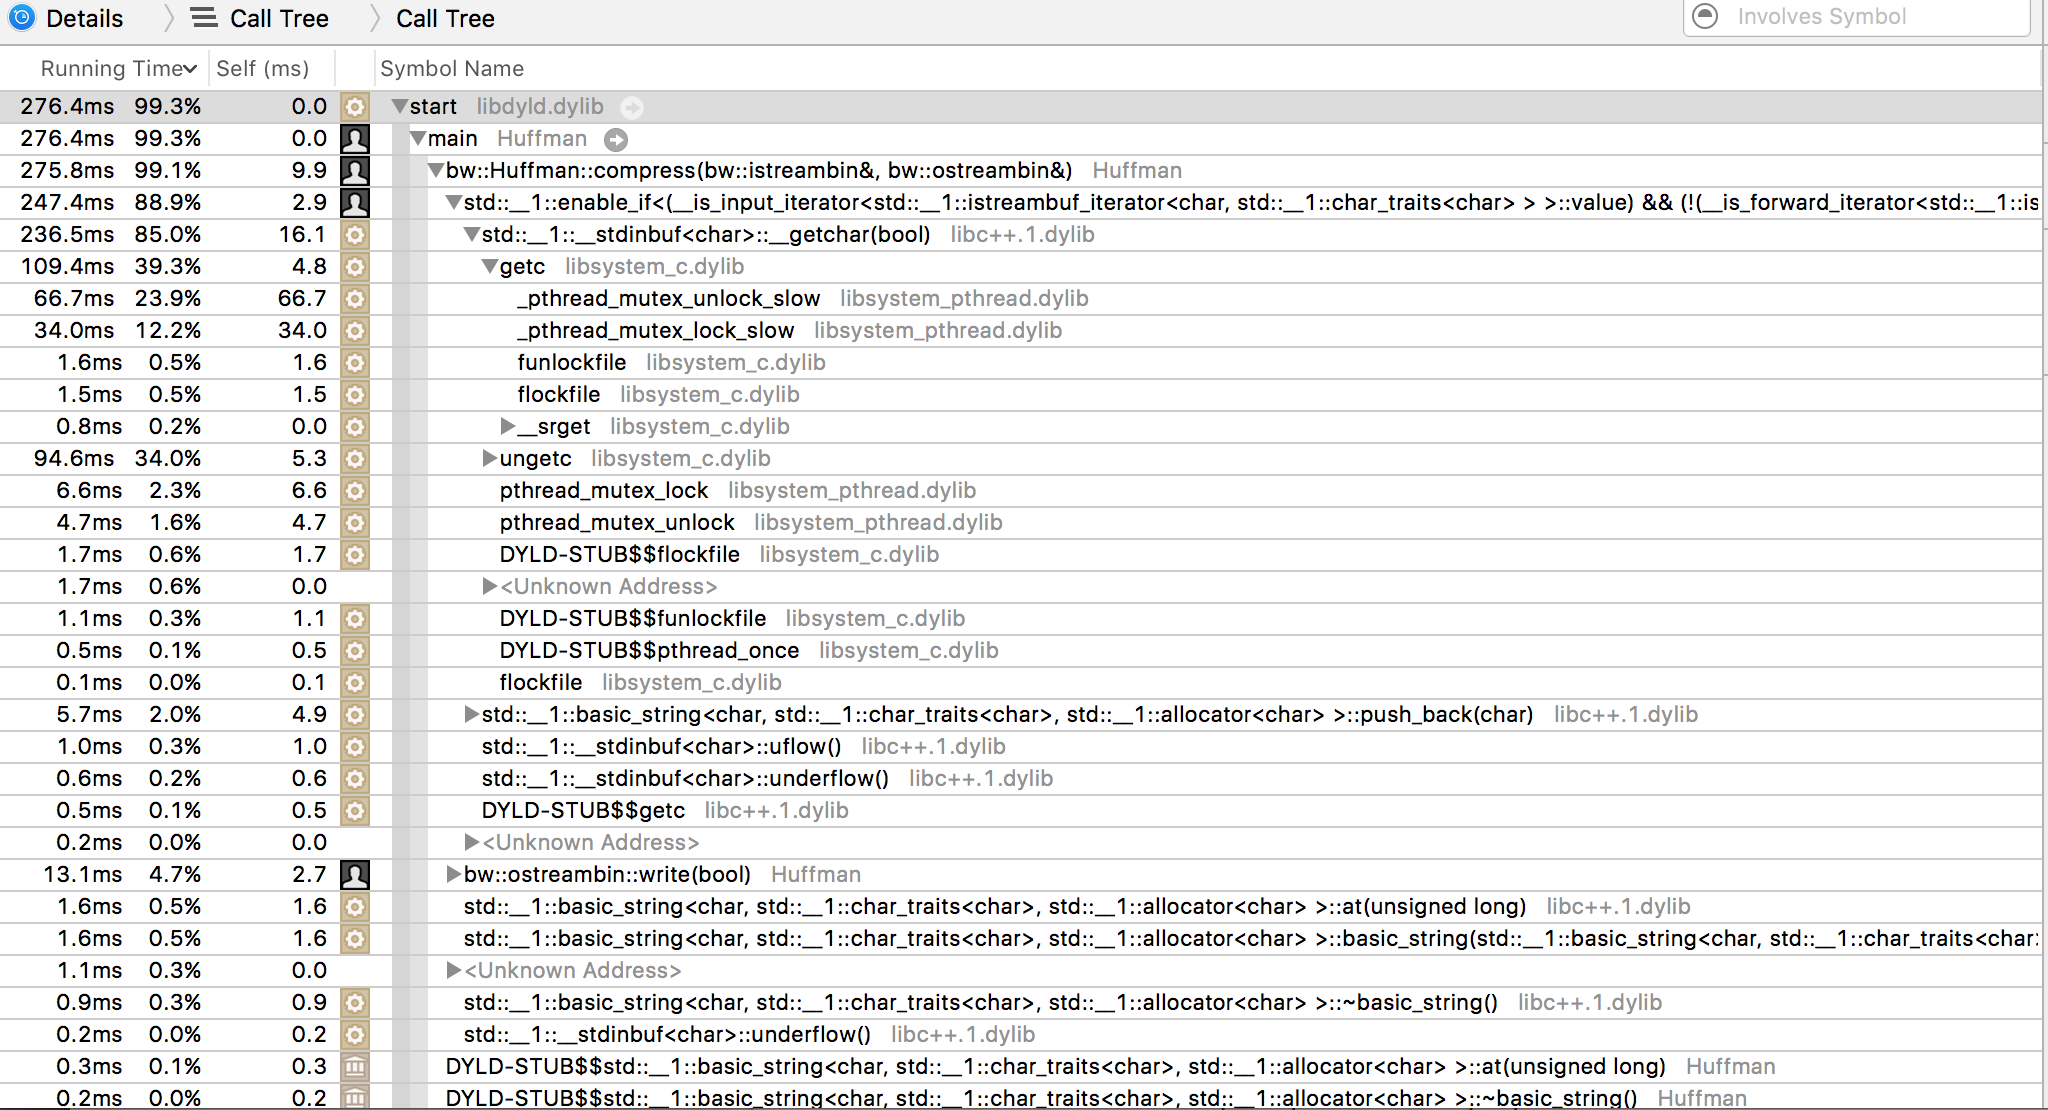 Details Call Tree Call Tree Involves Symbol
Running Time Self (ms) Symbol Name
276.4ms 99.3% 0.0 start libdyld.dylib
276.4ms 99.3% 0.0 main Huffman
275.8ms 99.1% 9.9 bw::Huffman::compress(bw::istreambin&, bw::ostreambin&) Huffman
247.4ms 88.9% 2.9 std::__1::enable_if<(__is_input_iterator<std::__1::istreambuf_iterator<char, std::__1::char_traits<char> > >::value) && (!(__is_forward_iterator<std::__1::is
236.5ms 85.0% 16.1 std::__1::__stdinbuf<char>::__getchar(bool) libc++.1.dylib
109.4ms 39.3% 4.8 getc libsystem_c.dylib
66.7ms 23.9% 66.7 _pthread_mutex_unlock_slow libsystem_pthread.dylib
34.0ms 12.2% 34.0 _pthread_mutex_lock_slow libsystem_pthread.dylib
1.6ms 0.5% 1.6 funlockfile libsystem_c.dylib
1.5ms 0.5% 1.5 flockfile libsystem_c.dylib
0.8ms 0.2% 0.0 __srget libsystem_c.dylib
94.6ms 34.0% 5.3 ungetc libsystem_c.dylib
6.6ms 2.3% 6.6 pthread_mutex_lock libsystem_pthread.dylib
4.7ms 1.6% 4.7 pthread_mutex_unlock libsystem_pthread.dylib
1.7ms 0.6% 1.7 DYLD-STUB$$flockfile libsystem_c.dylib
1.7ms 0.6% 0.0 <Unknown Address>
1.1ms 0.3% 1.1 DYLD-STUB$$funlockfile libsystem_c.dylib
0.5ms 0.1% 0.5 DYLD-STUB$$pthread_once libsystem_c.dylib
0.1ms 0.0% 0.1 flockfile libsystem_c.dylib
5.7ms 2.0% 4.9 std::__1::basic_string<char, std::__1::char_traits<char>, std::__1::allocator<char> >::push_back(char) libc++.1.dylib
1.0ms 0.3% 1.0 std::__1::__stdinbuf<char>::uflow() libc++.1.dylib
0.6ms 0.2% 0.6 std::__1::__stdinbuf<char>::underflow() libc++.1.dylib
0.5ms 0.1% 0.5 DYLD-STUB$$getc libc++.1.dylib
0.2ms 0.0% 0.0 <Unknown Address>
13.1ms 4.7% 2.7 bw::ostreambin::write(bool) Huffman
1.6ms 0.5% 1.6 std::__1::basic_string<char, std::__1::char_traits<char>, std::__1::allocator<char> >::at(unsigned long) libc++.1.dylib
1.6ms 0.5% 1.6 std::__1::basic_string<char, std::__1::char_traits<char>, std::__1::allocator<char> >::basic_string(std::__1::basic_string<char, std::__1::char_traits<char>
1.1ms 0.3% 0.0 <Unknown Address>
0.9ms 0.3% 0.9 std::__1::basic_string<char, std::__1::char_traits<char>, std::__1::allocator<char> >::~basic_string() libc++.1.dylib
0.2ms 0.0% 0.2 std::__1::__stdinbuf<char>::underflow() libc++.1.dylib
0.3ms 0.1% 0.3 DYLD-STUB$$std::__1::basic_string<char, std::__1::char_traits<char>, std::__1::allocator<char> >::at(unsigned long) Huffman
0.2ms 0.0% 0.2 DYLD-STUB$$std::__1::basic_string<char, std::__1::char_traits<char>, std::__1::allocator<char> >::~basic_string() Huffman